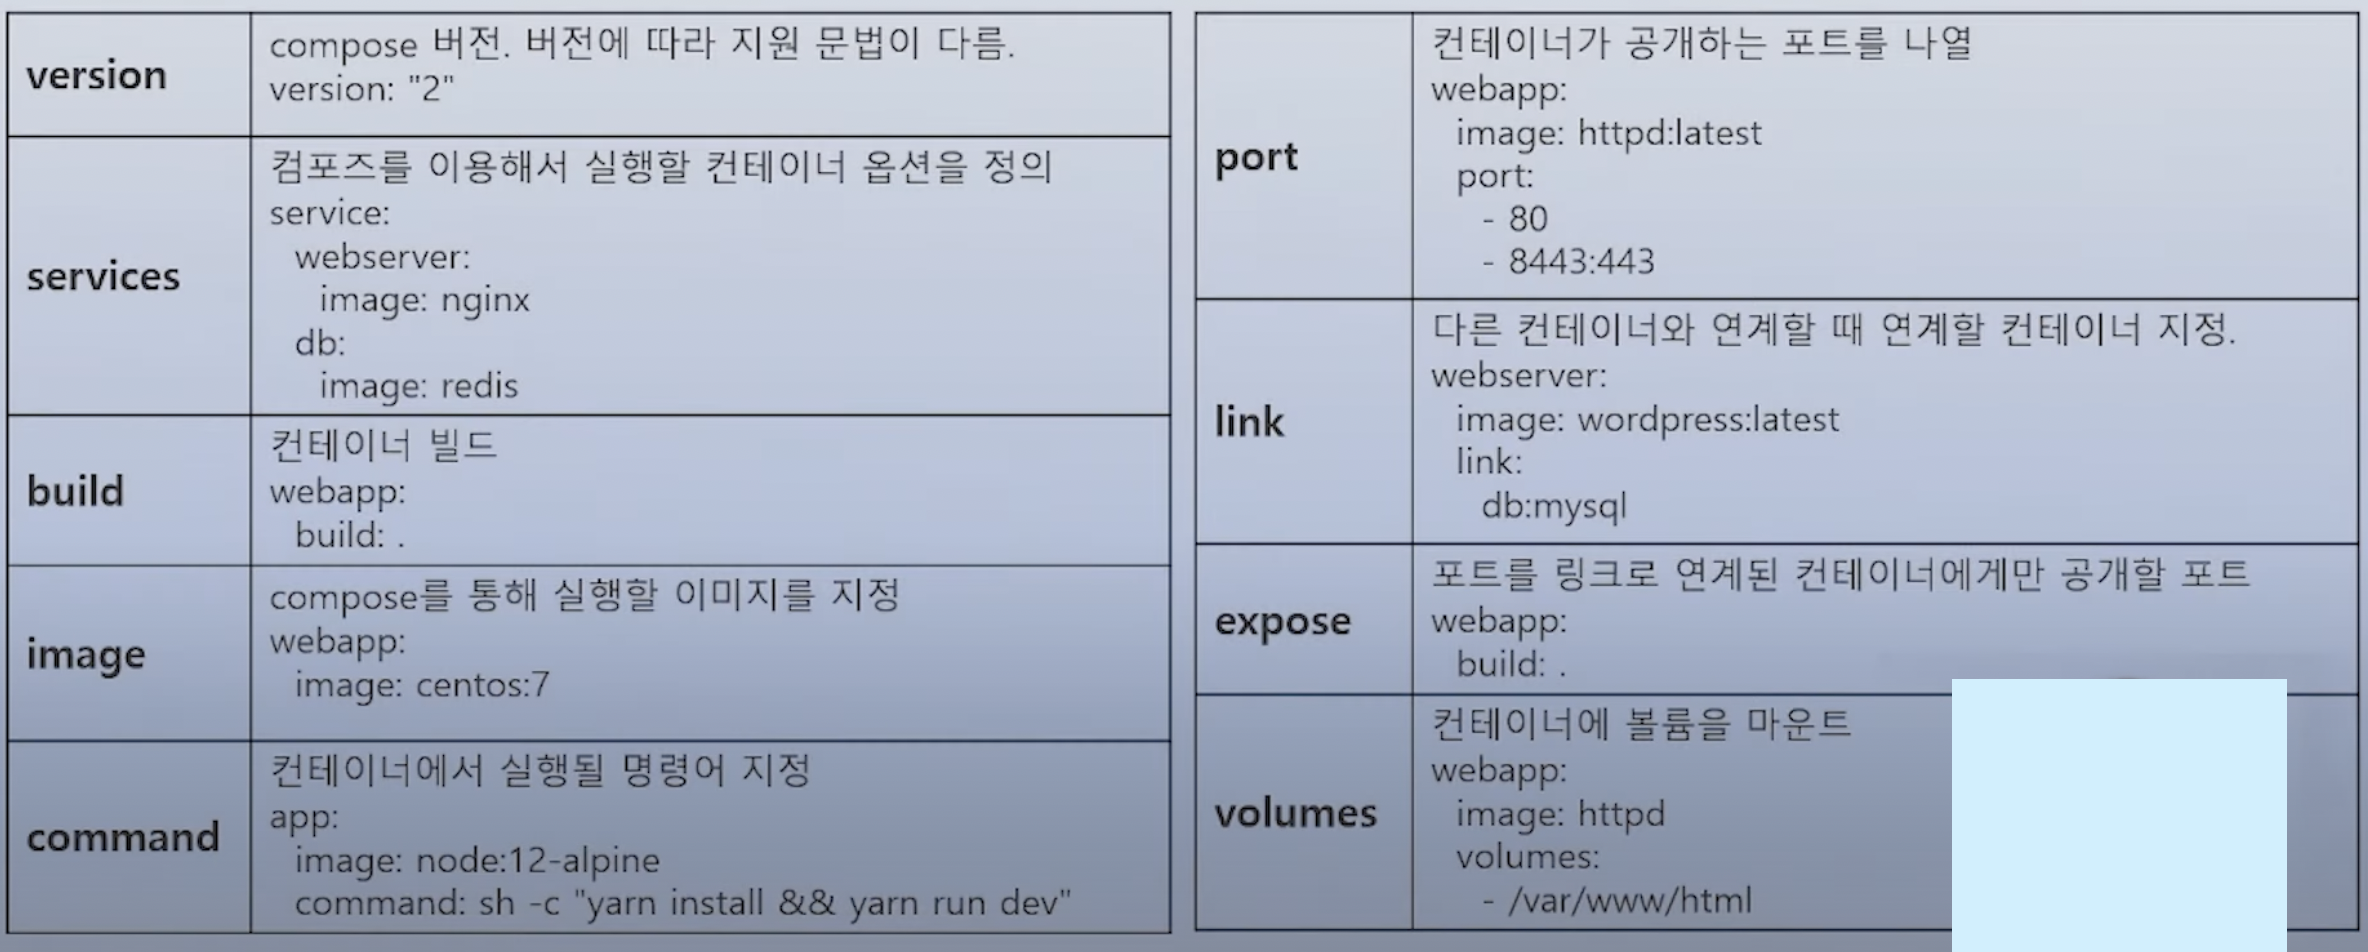 version
compose 버전. 버전에 따라 지원 문법이 다름.
version: "2"
services
컴포즈를 이용해서 실행할 컨테이너 옵션을 정의
service:
webserver:
image: nginx
db:
image: redis
build
컨테이너 빌드
webapp:
build: .
image
compose를 통해 실행할 이미지를 지정
webapp:
image: centos:7
command
컨테이너에서 실행될 명령어 지정
app:
image: node:12-alpine
command: sh -c "yarn install && yarn run dev"
port
컨테이너가 공개하는 포트를 나열
webapp:
image: httpd:latest
port:
- 80
- 8443:443
link
다른 컨테이너와 연계할 때 연계할 컨테이너 지정.
webserver:
image: wordpress:latest
link:
db:mysql
expose
포트를 링크로 연계된 컨테이너에게만 공개할 포트
webapp:
build: .
volumes
컨테이너에 볼륨을 마운트
webapp:
image: httpd
volumes:
- /var/www/html